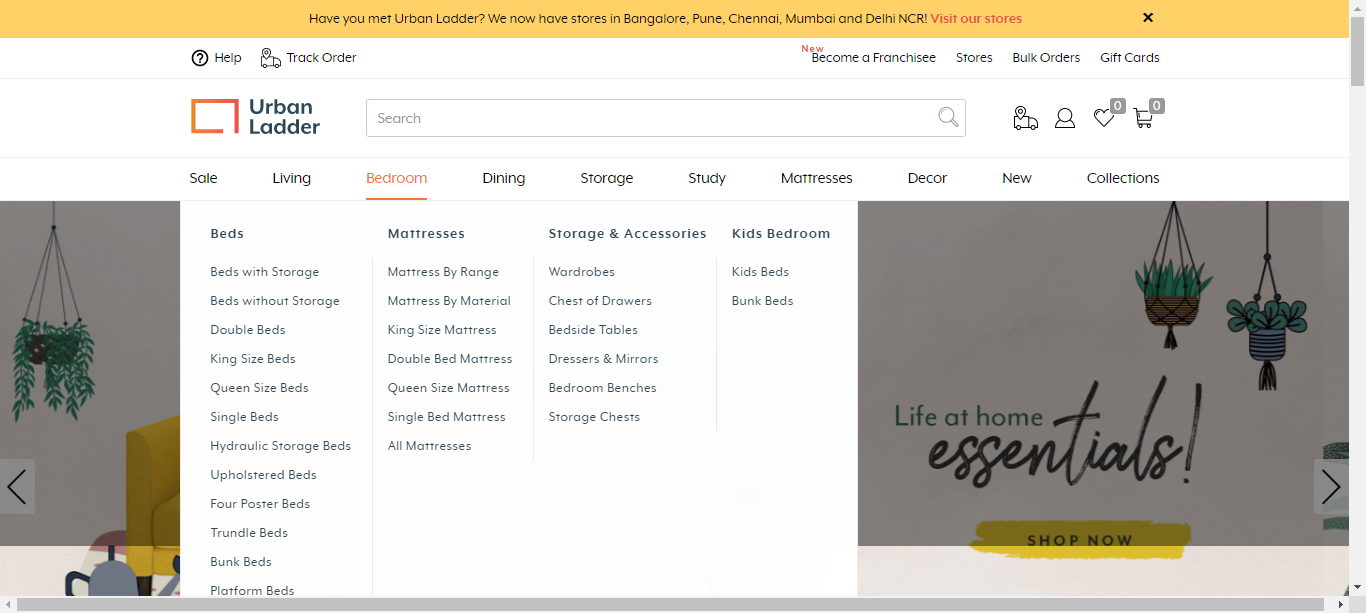 Have you met Urban Ladder? We now have stores in Bangalore, Pune, Chennai, Mumbai and Delhi NCR! Visit our stores
Help
Track Order
New
Become a Franchisee
Stores
Bulk Orders
Gift Cards
Urban
Ladder
Search
0
0
Sale
Living
Bedroom
Dining
Storage
Study
Mattresses
Decor
New
Collections
Beds
Beds with Storage
Beds without Storage
Double Beds
King Size Beds
Queen Size Beds
Single Beds
Hydraulic Storage Beds
Upholstered Beds
Four Poster Beds
Trundle Beds
Bunk Beds
Platform Beds
Mattresses
Mattress By Range
Mattress By Material
King Size Mattress
Double Bed Mattress
Queen Size Mattress
Single Bed Mattress
All Mattresses
Storage & Accessories
Wardrobes
Chest of Drawers
Bedside Tables
Dressers & Mirrors
Bedroom Benches
Storage Chests
Kids Bedroom
Kids Beds
Bunk Beds
Life at home
essentials!
SHOP NOW